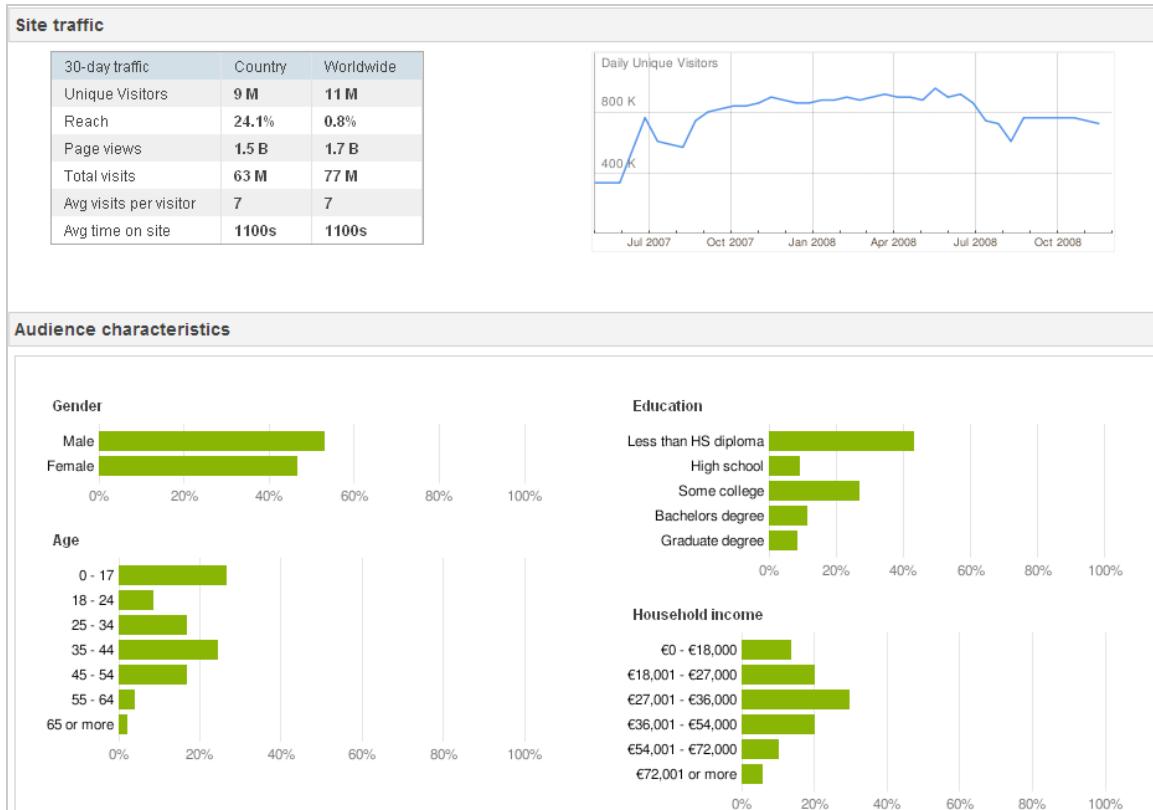 Site traffic
30-day traffic Country Worldwide
Unique Visitors 9 M 11 M
Reach 24.1% 0.8%
Page views 1.5 B 1.7 B
Total visits 63 M 77 M
Avg visits per visitor 7 7
Avg time on site 1100s 1100s
Daily Unique Visitors
800 K
400 K
Jul 2007 Oct 2007 Jan 2008 Apr 2008 Jul 2008 Oct 2008
Audience characteristics
Gender
Male
Female
0% 20% 40% 60% 80% 100%
Age
0 - 17
18 - 24
25 - 34
35 - 44
45 - 54
55 - 64
65 or more
0% 20% 40% 60% 80% 100%
Education
Less than HS diploma
High school
Some college
Bachelors degree
Graduate degree
0% 20% 40% 60% 80% 100%
Household income
€0 - €18,000
€18,001 - €27,000
€27,001 - €36,000
€36,001 - €54,000
€54,001 - €72,000
€72,001 or more
0% 20% 40% 60% 80% 100%